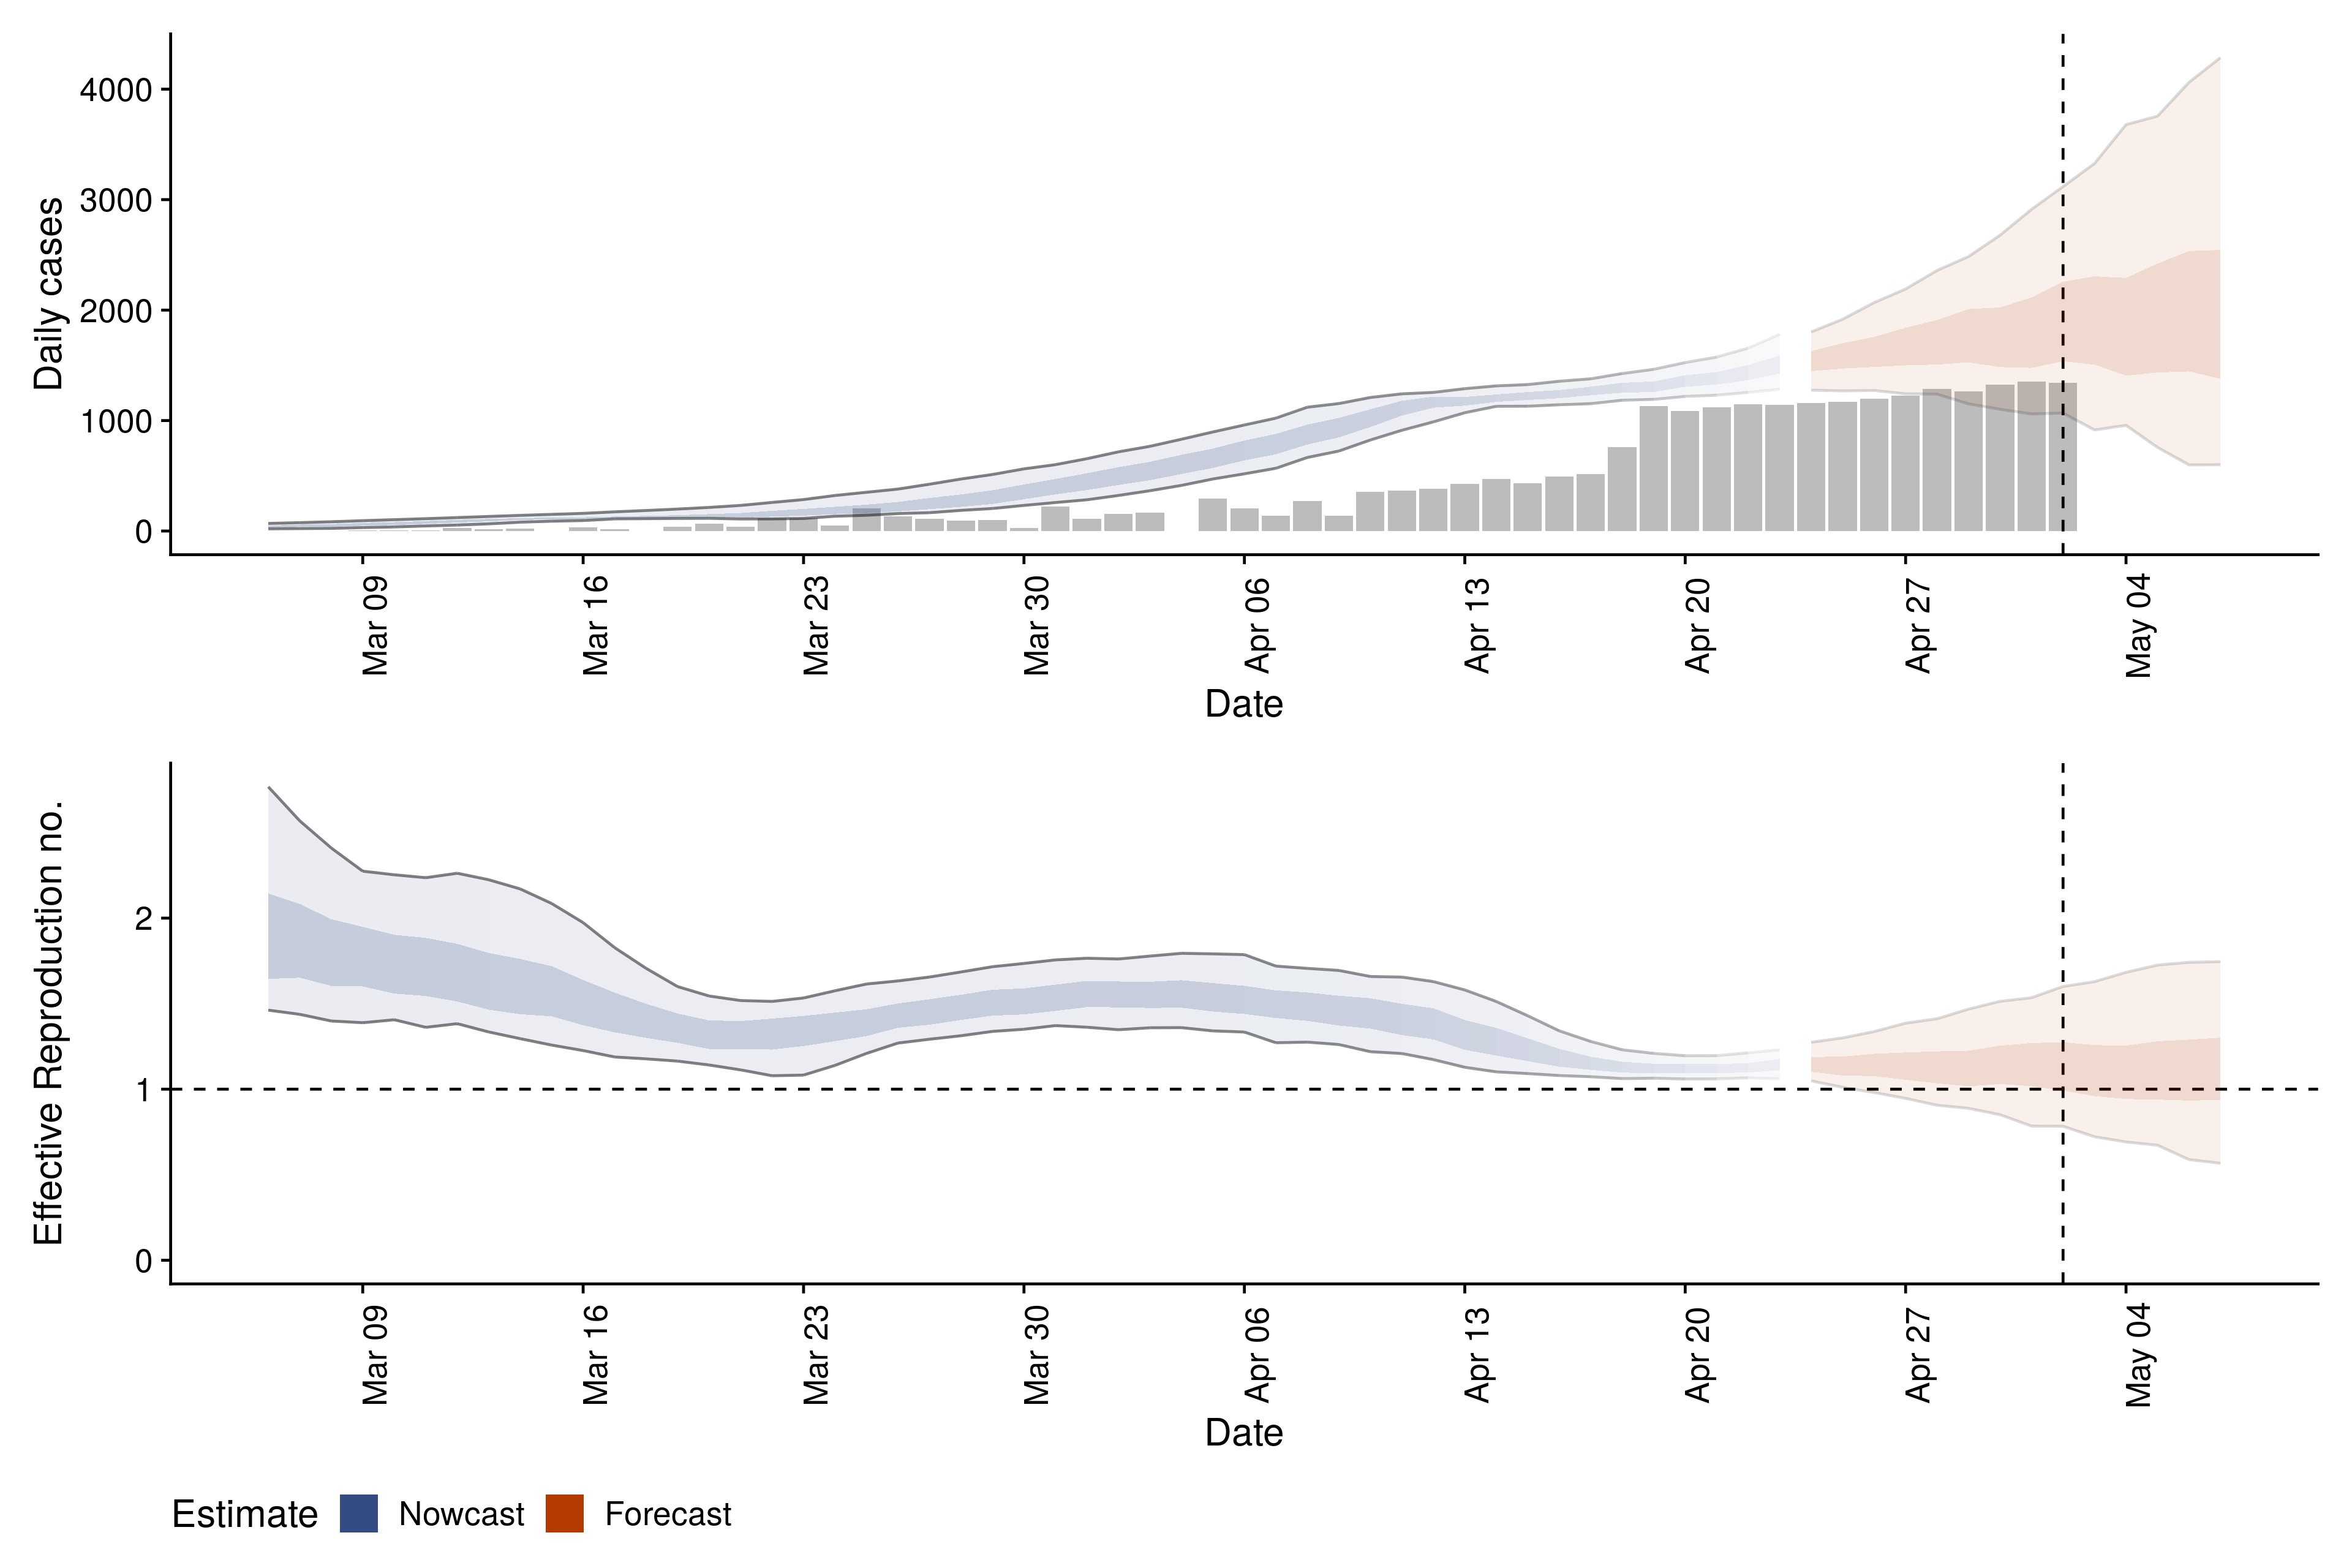 Daily cases
4000
3000
2000
1000
0
Mar 09
Mar 16
Mar 23
Mar 30
Apr 06
Apr 13
Apr 20
Apr 27
May 04
Date
Effective Reproduction no.
2
1
0
Mar 09
Mar 16
Mar 23
Mar 30
Apr 06
Apr 13
Apr 20
Apr 27
May 04
Date
Estimate Nowcast Forecast